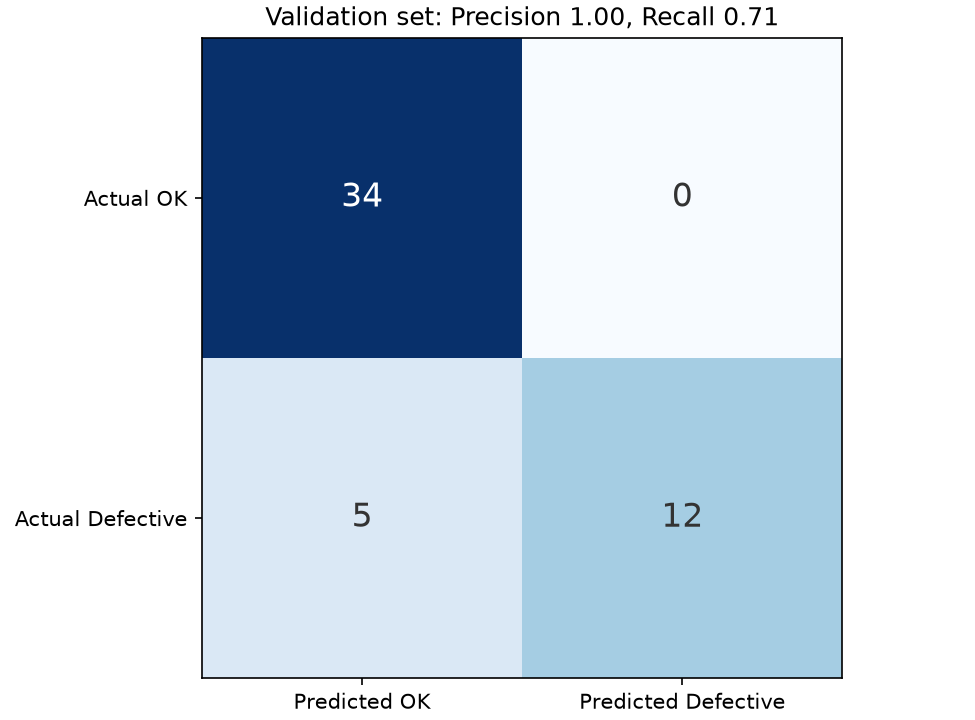 Validation set: Precision 1.00, Recall 0.71
Actual OK
34
0
Actual Defective
5
12
Predicted OK
Predicted Defective